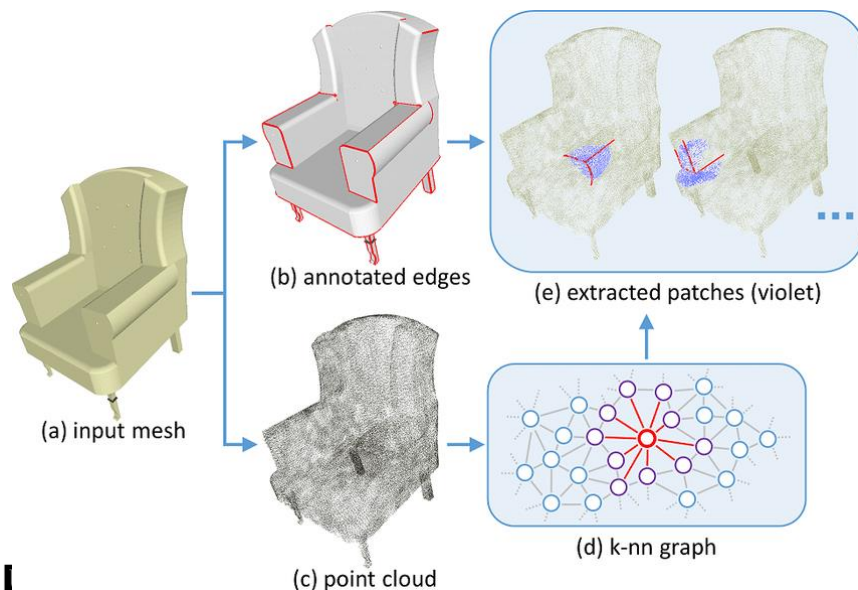 (a) input mesh
(b) annotated edges
(c) point cloud
(d) k-nn graph
(e) extracted patches (violet)